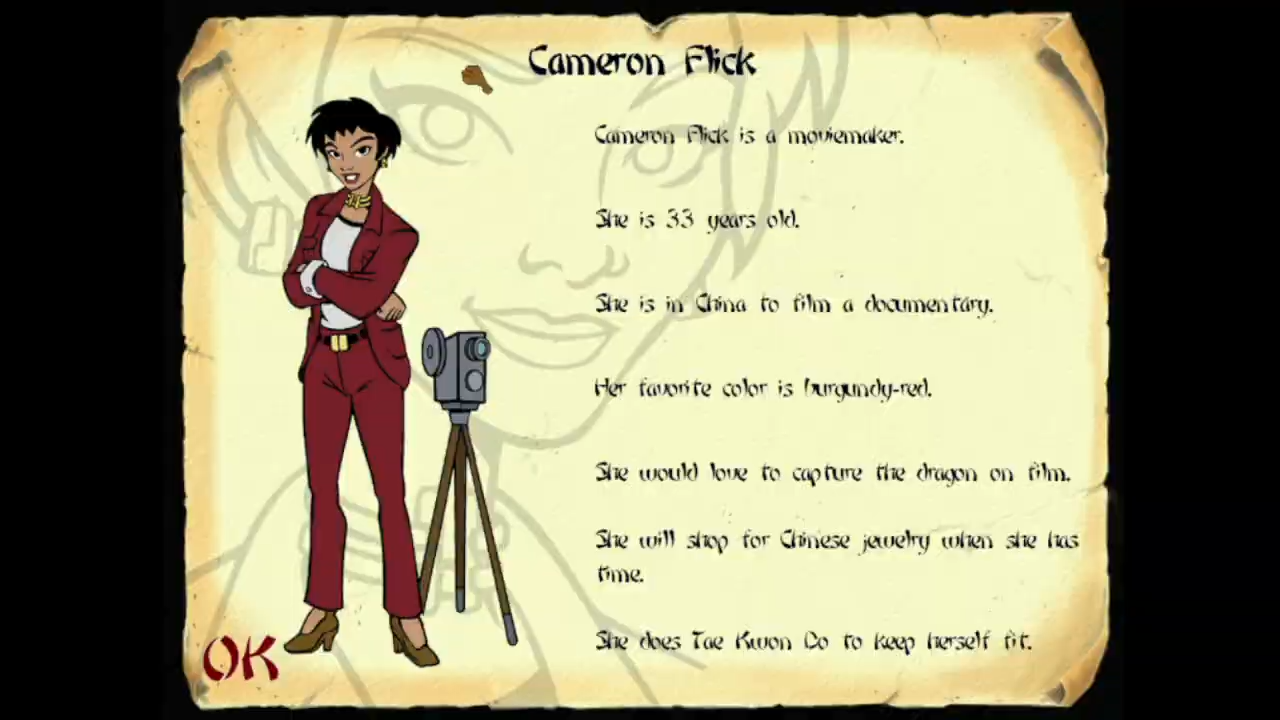 Cameron Flick
Cameron Flick is a moviemaker.
She is 33 years old.
She is in China to film a documentary.
Her favorite color is burgundy-red.
She would love to capture the dragon on film.
She will shop for Chinese jewelry when she has
time.
She does Tae Kwon Do to keep herself fit.
OK